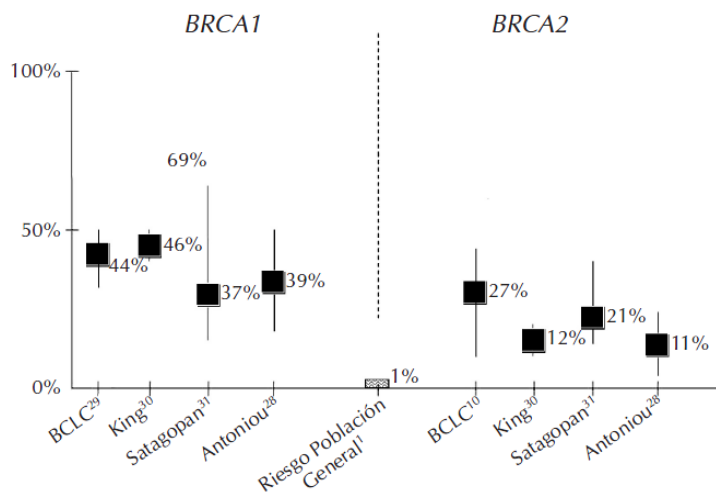 BRCA1 BRCA2
100%
69%
50%
44%
46%
37%
39%
27%
12%
21%
11%
1%
0%
BCLC²⁹
King³⁰
Satagopan³¹
Antoniou²⁸
Riesgo Población
General¹
BCLC¹⁰
King³⁰
Satagopan³¹
Antoniou²⁸